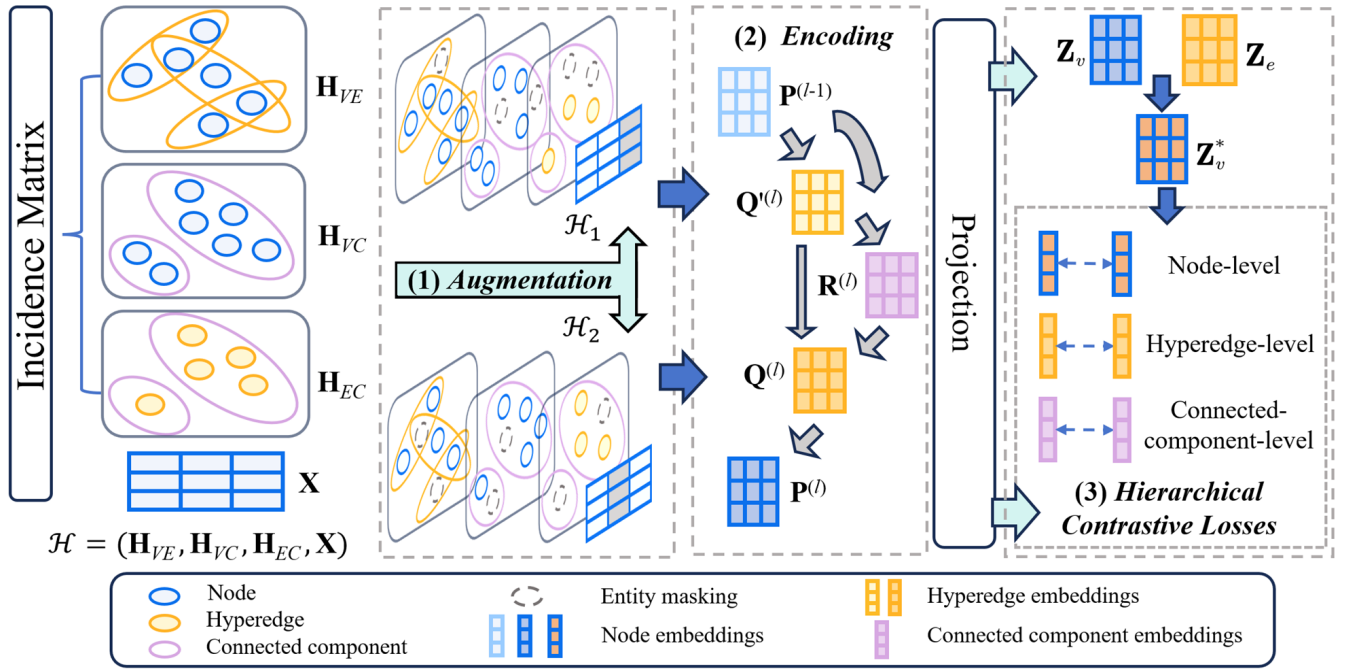 Incidence Matrix
H_VE
H_VC
H_EC
X
ℋ = (H_VE, H_VC, H_EC, X)
ℋ_1
(1) Augmentation
ℋ_2
(2) Encoding
P^(l-1)
Q'^(l)
R^(l)
Q^(l)
P^(l)
Projection
Z_v
Z_e
Z_v^*
Node-level
Hyperedge-level
Connected-
component-level
(3) Hierarchical
Contrastive Losses
Node
Hyperedge
Connected component
Entity masking
Node embeddings
Hyperedge embeddings
Connected component embeddings